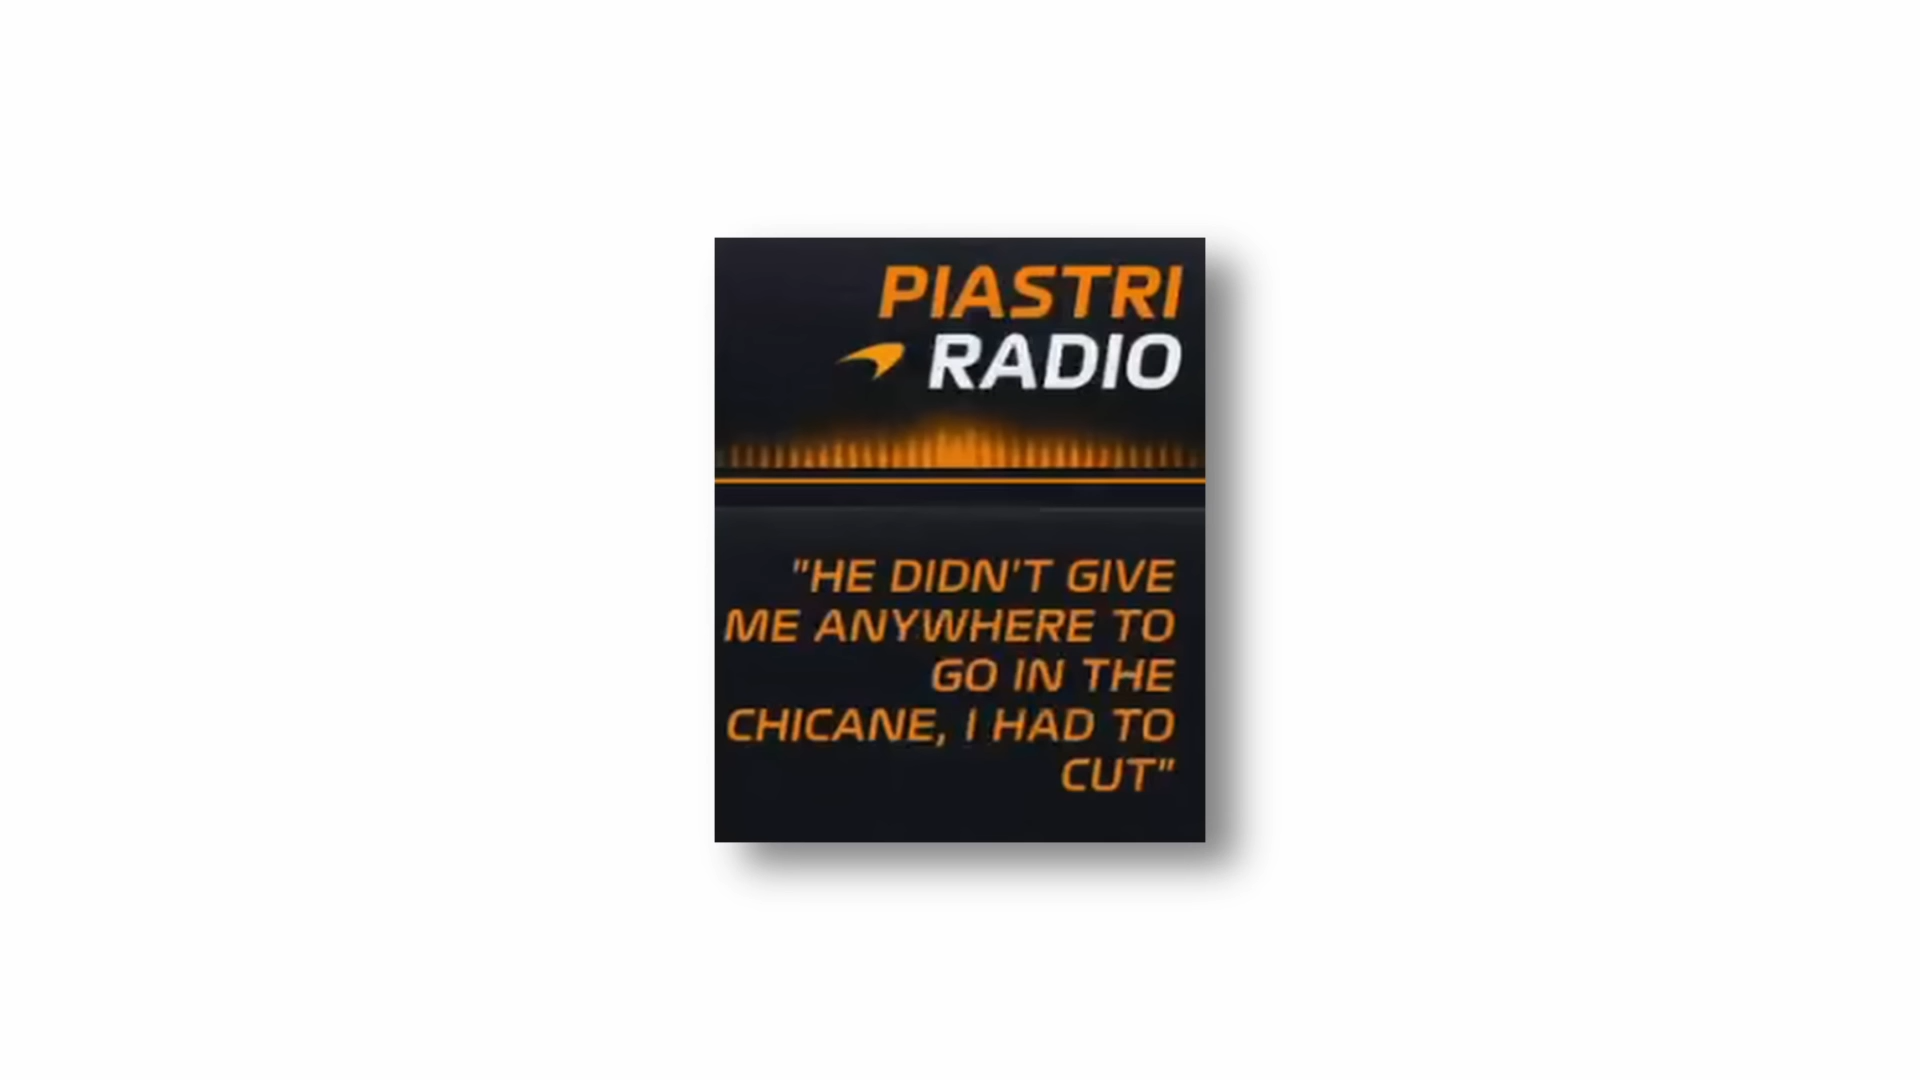 PIASTRI
RADIO
"HE DIDN'T GIVE
ME ANYWHERE TO
GO IN THE
CHICANE, I HAD TO
CUT"